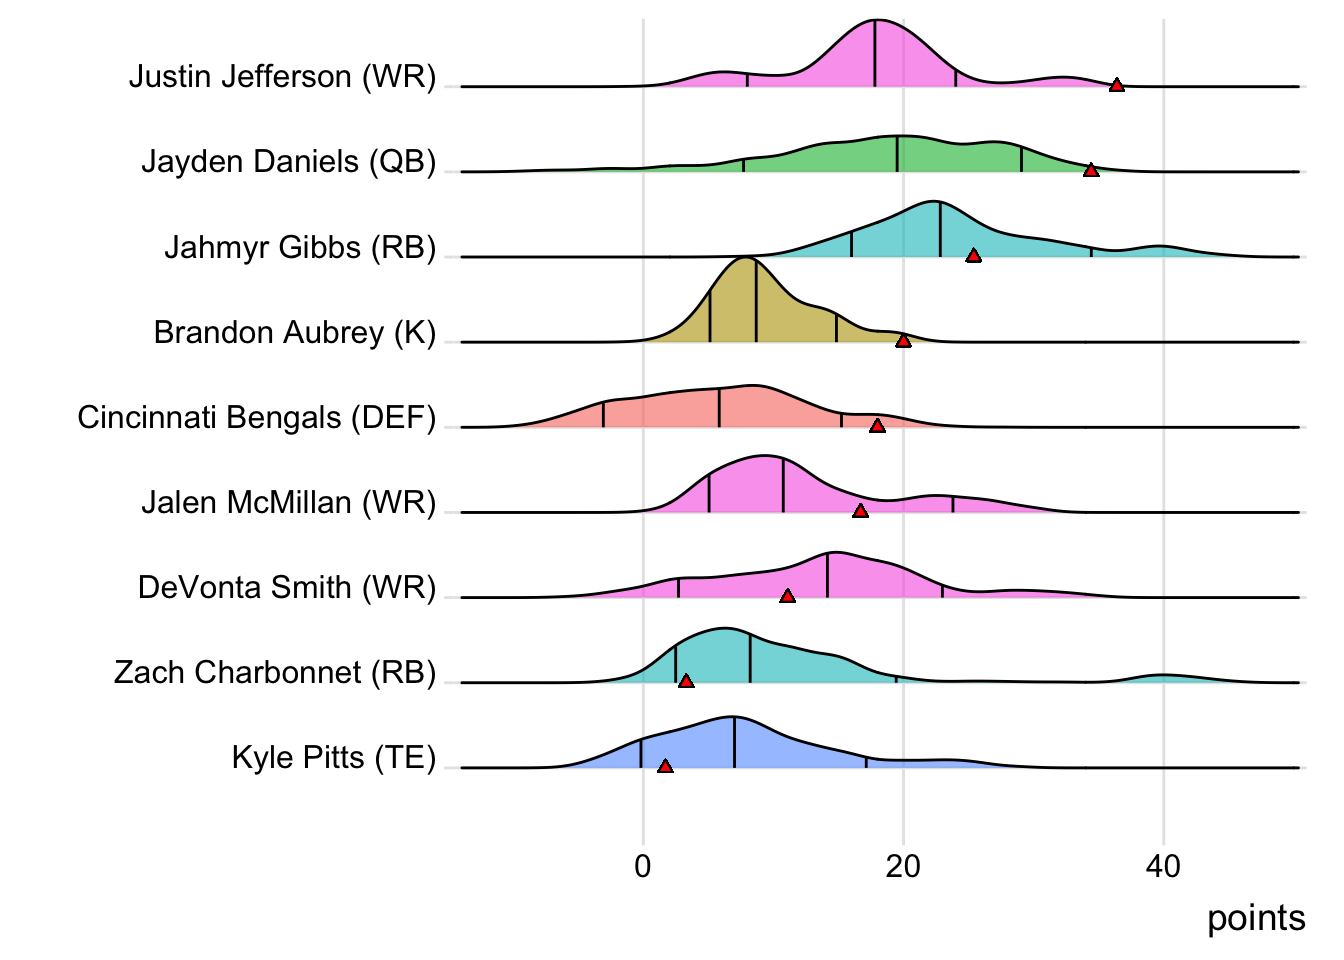 Justin Jefferson (WR)
Jayden Daniels (QB)
Jahmyr Gibbs (RB)
Brandon Aubrey (K)
Cincinnati Bengals (DEF)
Jalen McMillan (WR)
DeVonta Smith (WR)
Zach Charbonnet (RB)
Kyle Pitts (TE)
0 20 40
points